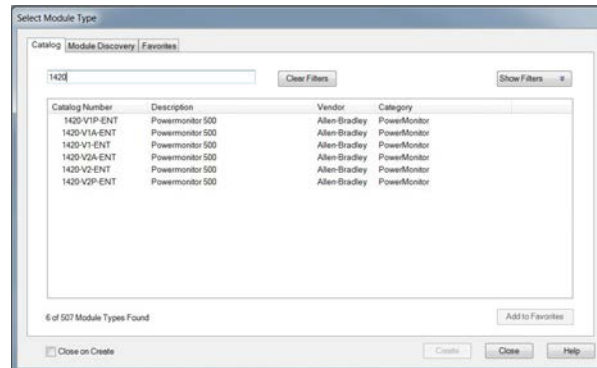 Select Module Type
Catalog Module Discovery Favorites
1420 Clear Filters Show Filters
Catalog Number Description Vendor Category
1420-V1P-ENT Powermonitor 500 Allen-Bradley PowerMonitor
1420-V1A-ENT Powermonitor 500 Allen-Bradley PowerMonitor
1420-V1-ENT Powermonitor 500 Allen-Bradley PowerMonitor
1420-V2A-ENT Powermonitor 500 Allen-Bradley PowerMonitor
1420-V2-ENT Powermonitor 500 Allen-Bradley PowerMonitor
1420-V2P-ENT Powermonitor 500 Allen-Bradley PowerMonitor
6 of 507 Module Types Found Add to Favorites
Close on Create Create Close Help